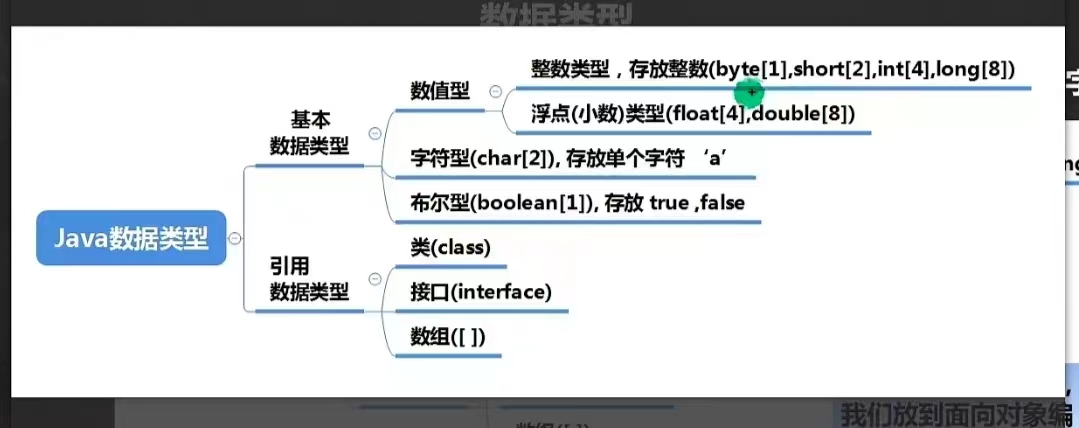 数据类型
整数类型，存放整数(byte[1],short[2],int[4],long[8])
数值型
浮点(小数)类型(float[4],double[8])
基本
数据类型
字符型(char[2]), 存放单个字符 ‘a’
布尔型(boolean[1]), 存放 true ,false
Java数据类型
类(class)
引用
数据类型
接口(interface)
数组([ ])
我们放到面向对象编